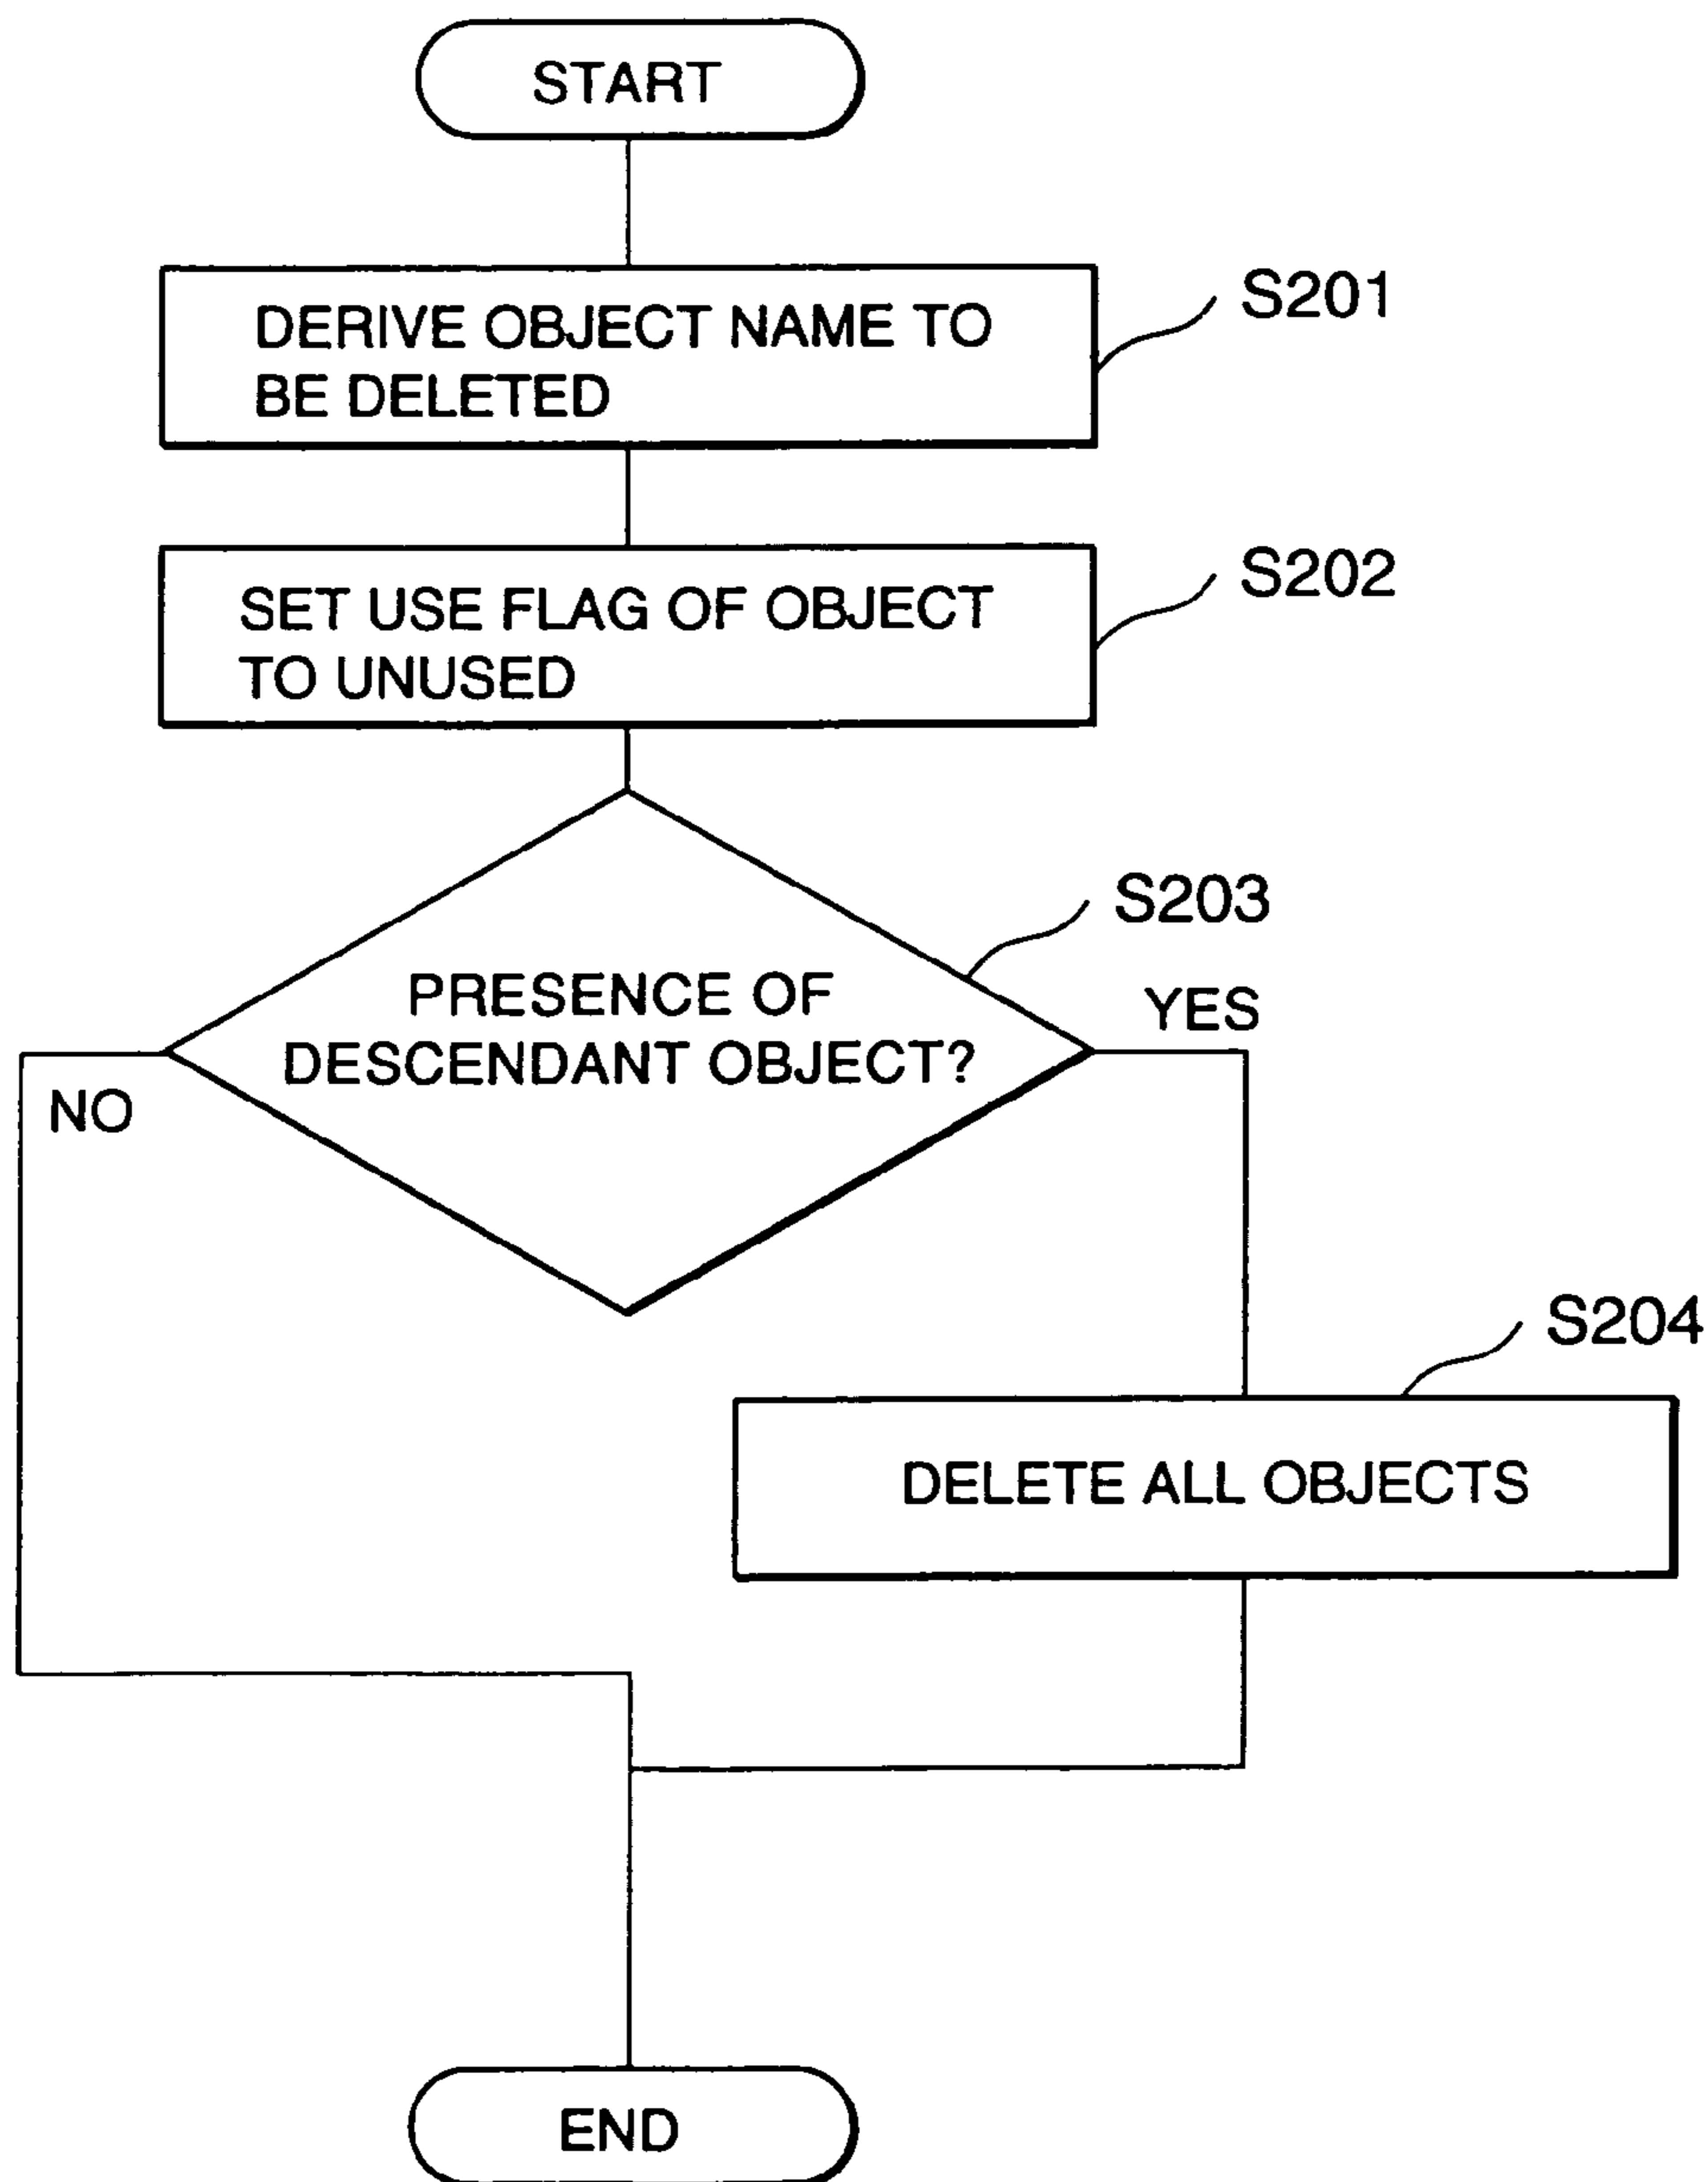 START
DERIVE OBJECT NAME TO
BE DELETED
S201
SET USE FLAG OF OBJECT
TO UNUSED
S202
S203
PRESENCE OF
DESCENDANT OBJECT?
YES
NO
S204
DELETE ALL OBJECTS
END